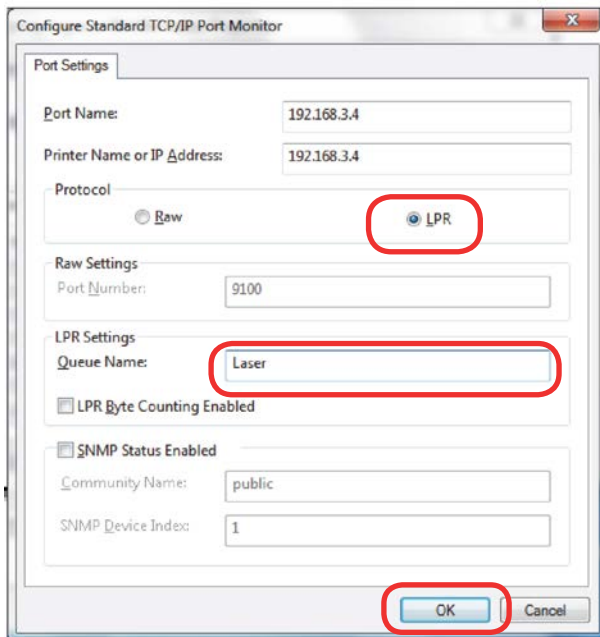 Configure Standard TCP/IP Port Monitor
Port Settings
Port Name: 192.168.3.4
Printer Name or IP Address: 192.168.3.4
Protocol
Raw LPR
Raw Settings
Port Number: 9100
LPR Settings
Queue Name: Laser
LPR Byte Counting Enabled
SNMP Status Enabled
Community Name: public
SNMP Device Index: 1
OK Cancel